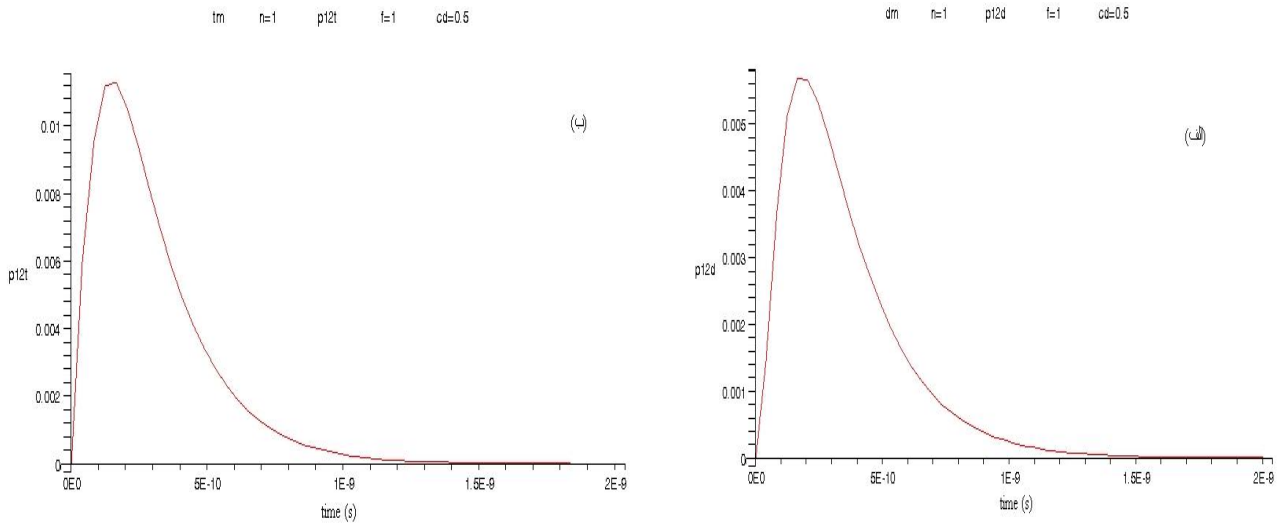 tm n=1 p12t f=1 cd=0.5
(ب)
0.01
0.008
0.006
0.004
0.002
0
p12t
0E0 5E-10 1E-9 1.5E-9 2E-9
time (s)
dm n=1 p12d f=1 cd=0.5
(الف)
0.005
0.004
0.003
0.002
0.001
0
p12d
0E0 5E-10 1E-9 1.5E-9 2E-9
time (s)